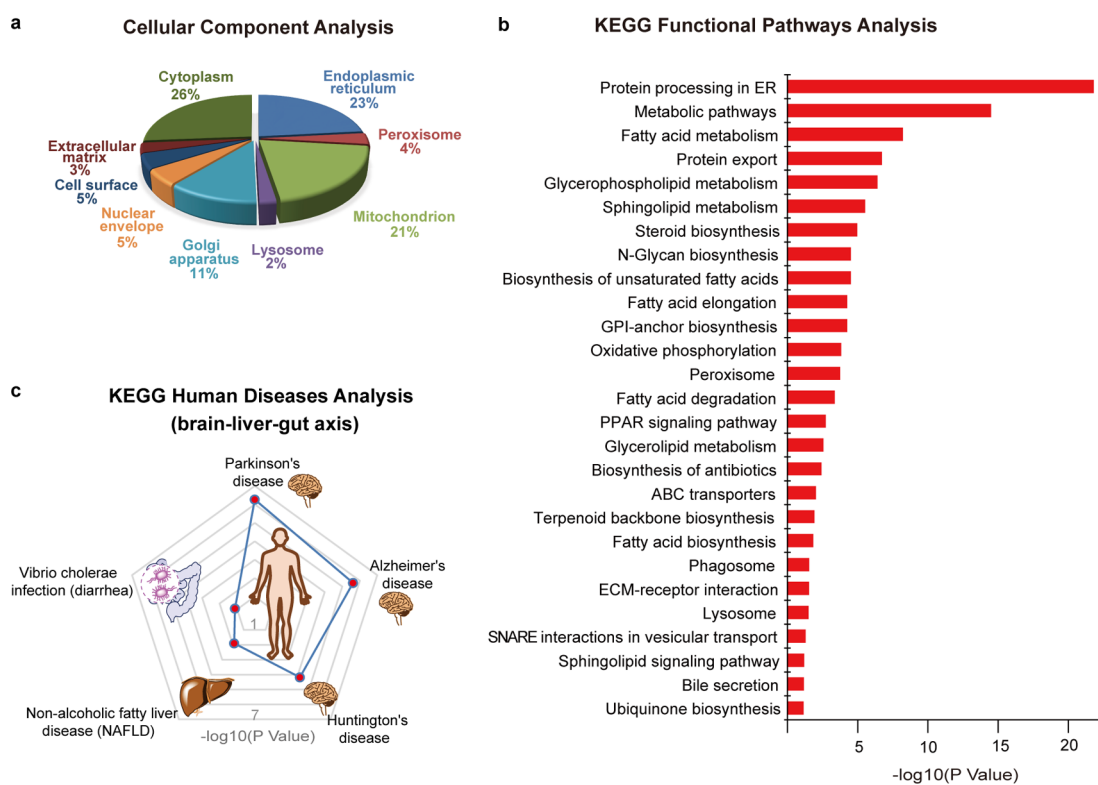 a
Cellular Component Analysis
Cytoplasm
26%
Endoplasmic
reticulum
23%
Peroxisome
4%
Extracellular
matrix
3%
Cell surface
5%
Nuclear
envelope
5%
Golgi
apparatus
11%
Lysosome
2%
Mitochondrion
21%
b
KEGG Functional Pathways Analysis
Protein processing in ER
Metabolic pathways
Fatty acid metabolism
Protein export
Glycerophospholipid metabolism
Sphingolipid metabolism
Steroid biosynthesis
N-Glycan biosynthesis
Biosynthesis of unsaturated fatty acids
Fatty acid elongation
GPI-anchor biosynthesis
Oxidative phosphorylation
Peroxisome
Fatty acid degradation
PPAR signaling pathway
Glycerolipid metabolism
Biosynthesis of antibiotics
ABC transporters
Terpenoid backbone biosynthesis
Fatty acid biosynthesis
Phagosome
ECM-receptor interaction
Lysosome
SNARE interactions in vesicular transport
Sphingolipid signaling pathway
Bile secretion
Ubiquinone biosynthesis
5 10 15 20
-log10(P Value)
c
KEGG Human Diseases Analysis
(brain-liver-gut axis)
Parkinson's
disease
Alzheimer's
disease
Vibrio cholerae
infection (diarrhea)
1
Non-alcoholic fatty liver
disease (NAFLD)
7
-log10(P Value)
Huntington's
disease